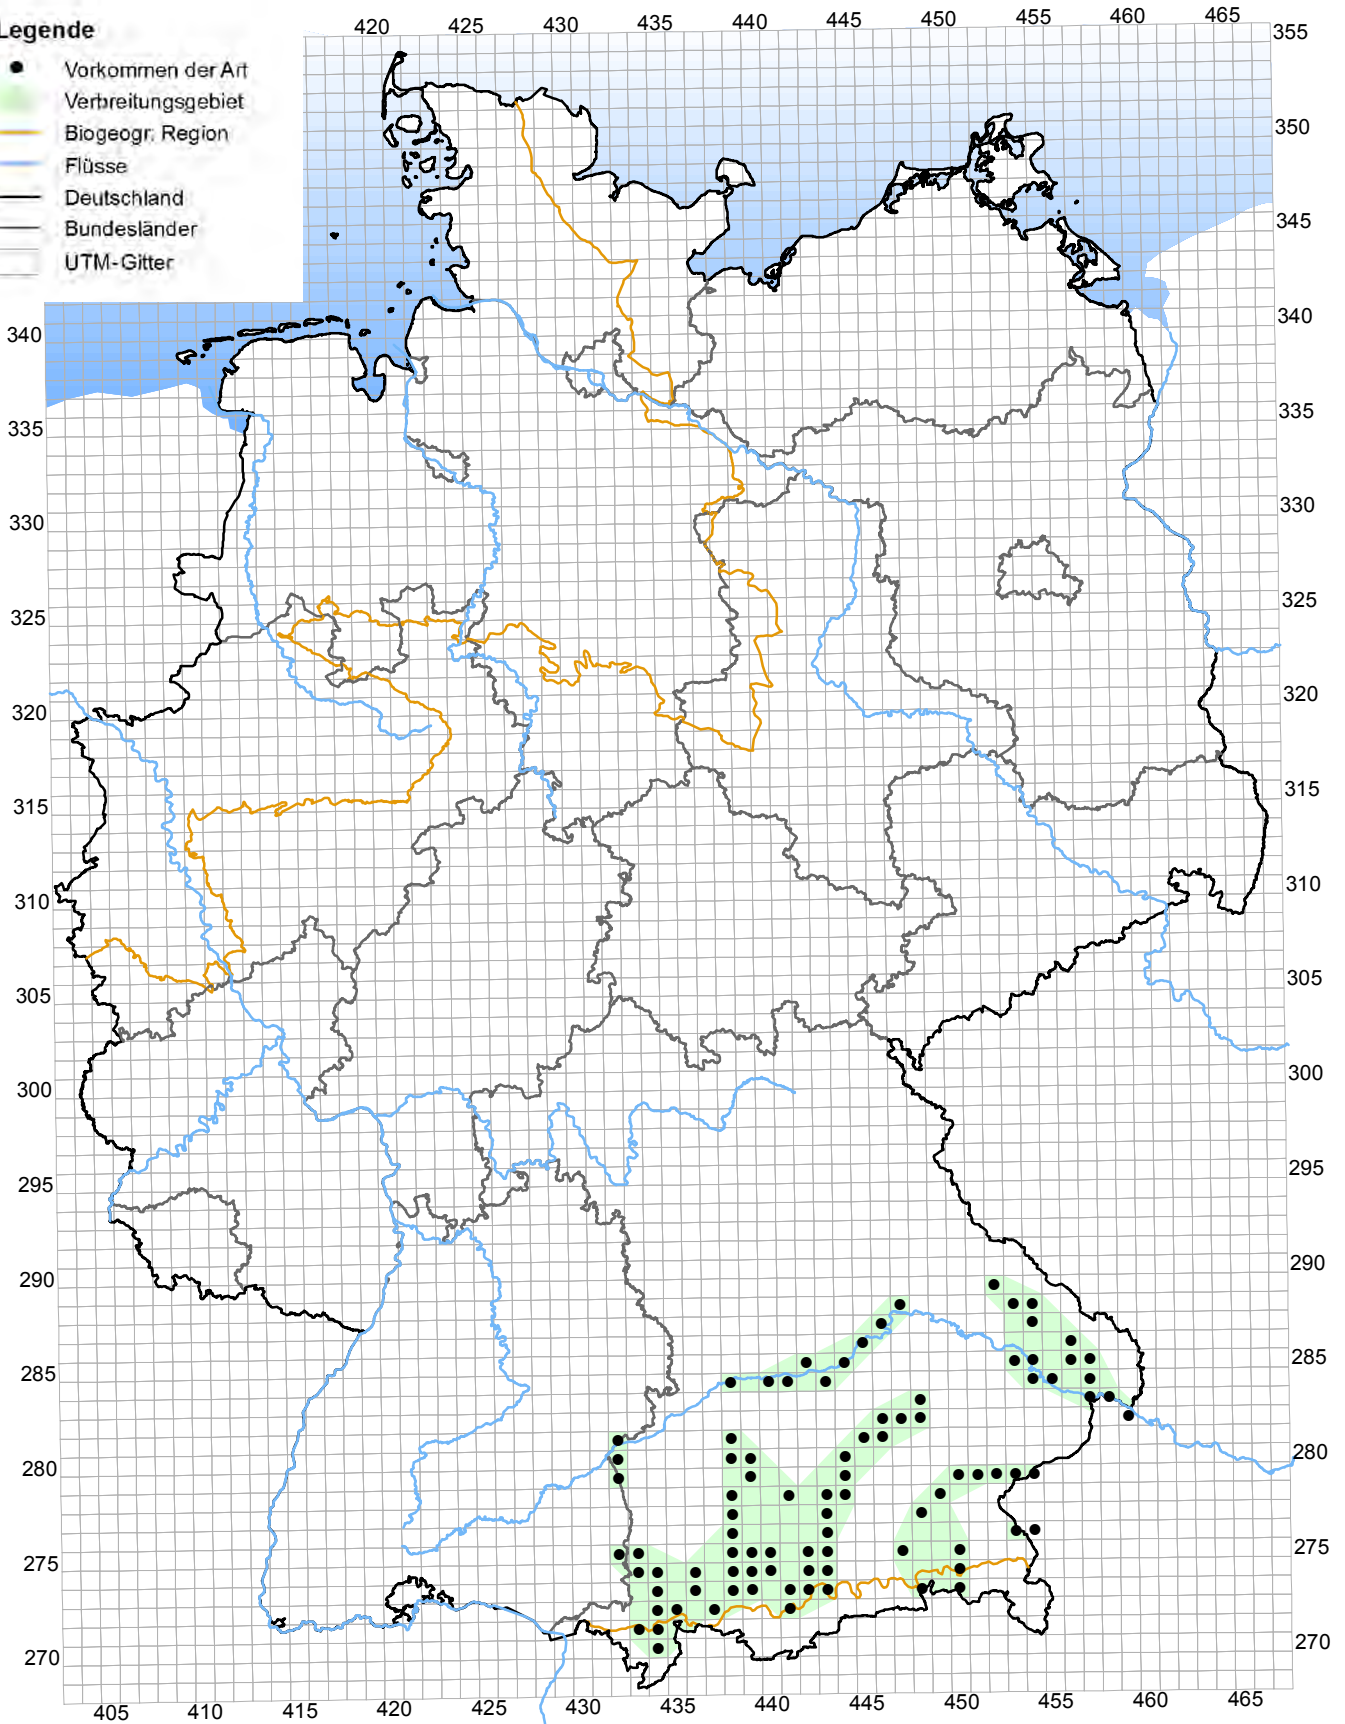 Legende
Vorkommen der Art
Verbreitungsgebiet
Biogeogr. Region
Flüsse
Deutschland
Bundesländer
UTM-Gitter
420 425 430 435 440 445 450 455 460 465
355
350
345
340 340
335 335
330 330
325 325
320 320
315 315
310 310
305 305
300 300
295 295
290 290
285 285
280 280
275 275
270 270
405 410 415 420 425 430 435 440 445 450 455 460 465